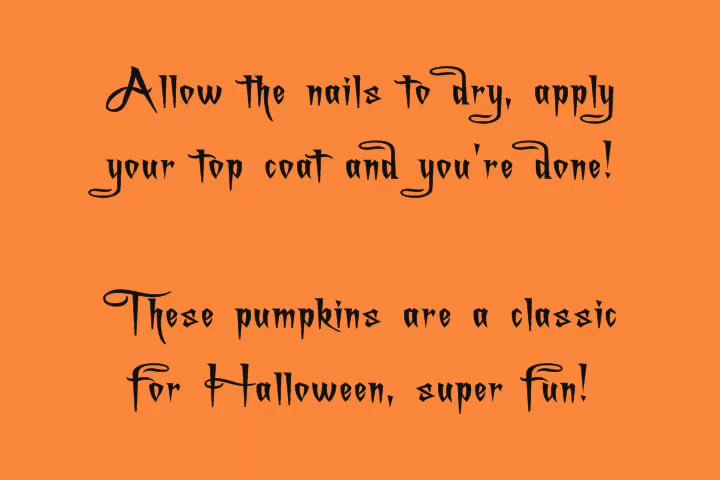 Allow the nails to dry, apply
your top coat and you're done!
These pumpkins are a classic
for Halloween, super fun!